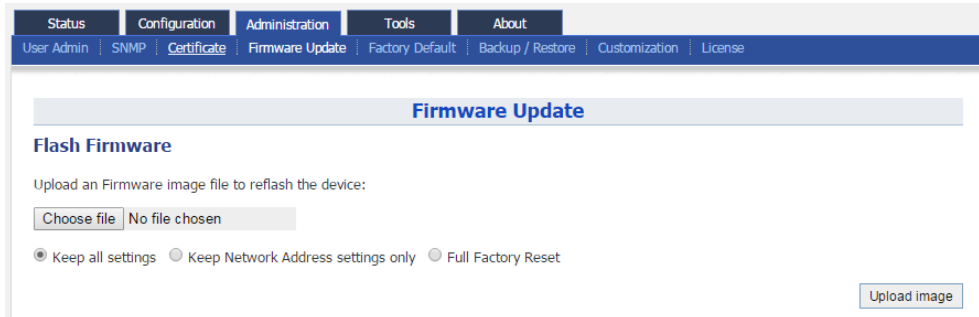 Status Configuration Administration Tools About
User Admin SNMP Certificate Firmware Update Factory Default Backup / Restore Customization License
Firmware Update
Flash Firmware
Upload an Firmware image file to reflash the device:
Choose file No file chosen
Keep all settings Keep Network Address settings only Full Factory Reset
Upload image